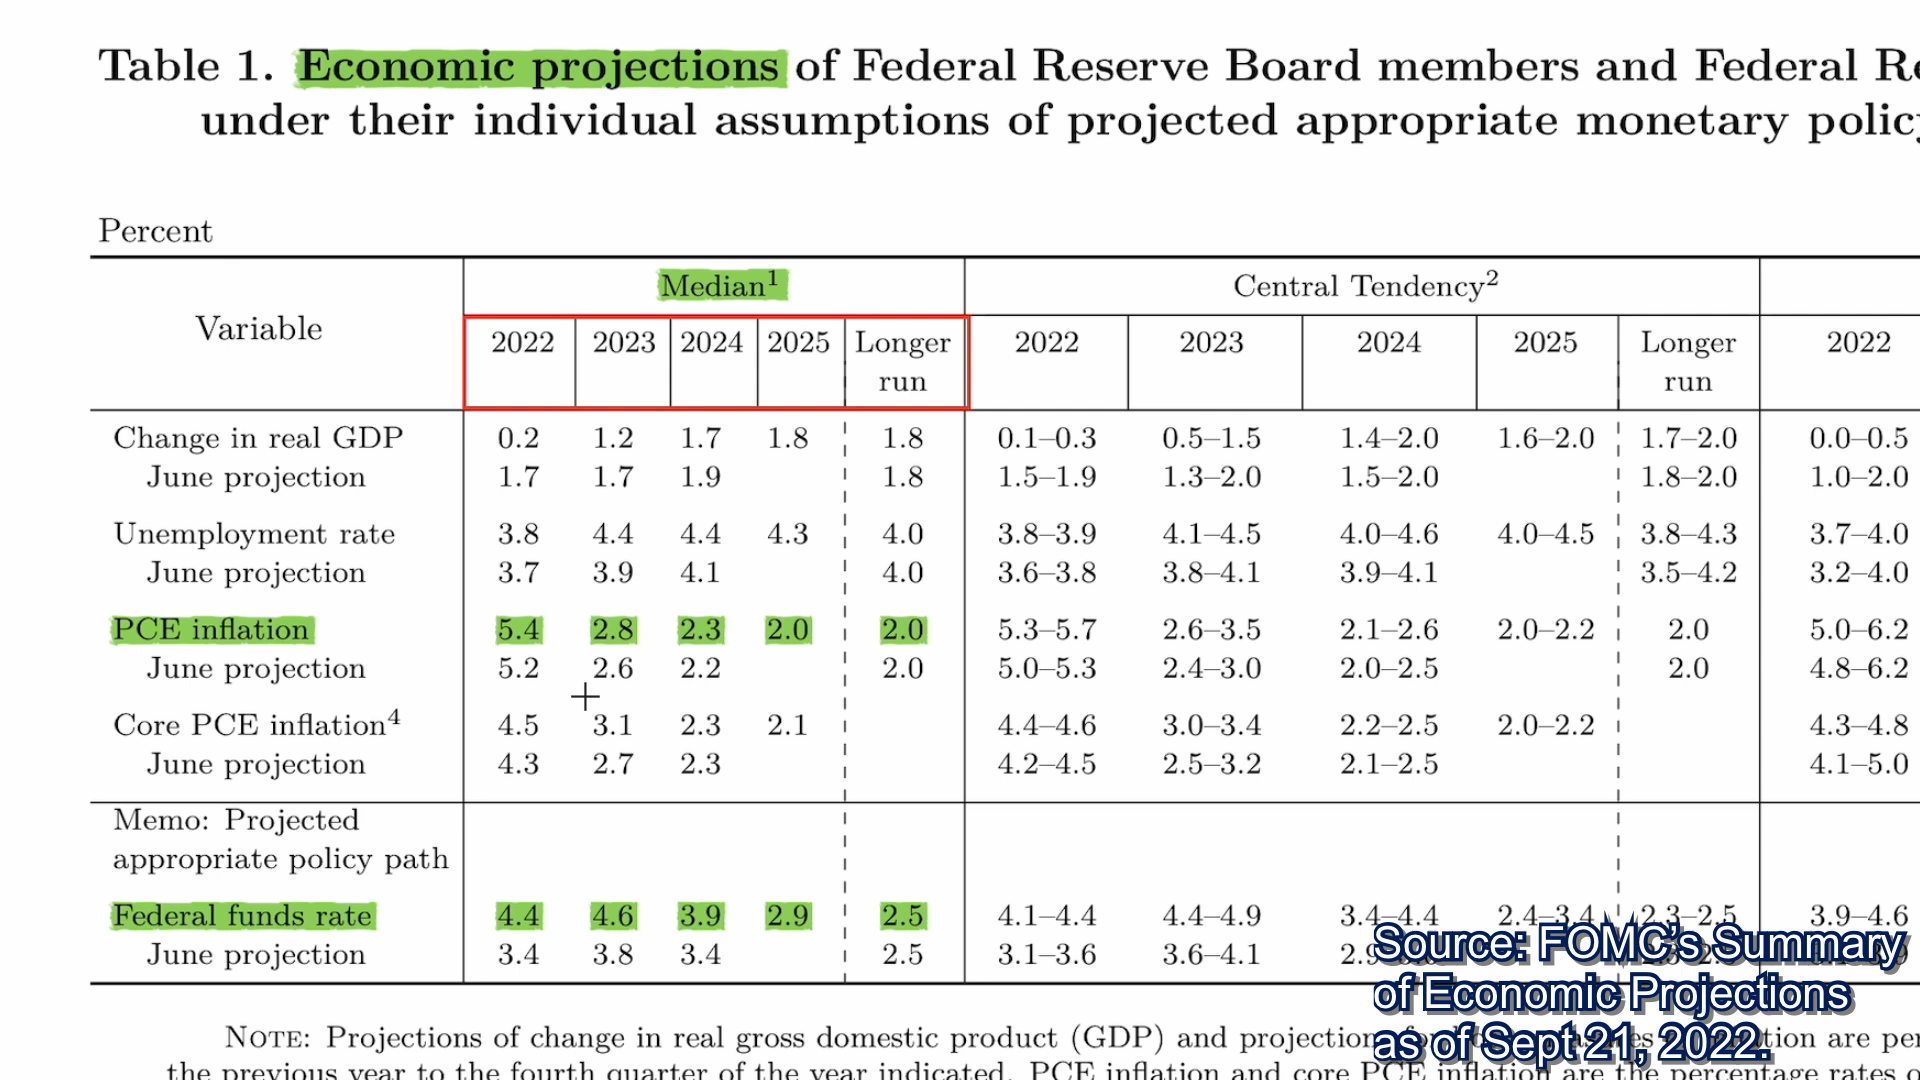 Table 1. Economic projections of Federal Reserve Board members and Federal
under their individual assumptions of projected appropriate monetary
Percent
Variable Median1 Central Tendency2
2022 2023 2024 2025 Longer run 2022 2023 2024 2025 Longer run 2022
Change in real GDP 0.2 1.2 1.7 1.8 1.8 0.1–0.3 0.5–1.5 1.4–2.0 1.6–2.0 1.7–2.0 0.0–0.5
June projection 1.7 1.7 1.9 1.8 1.5–1.9 1.3–2.0 1.5–2.0 1.8–2.0 1.0–2.0
Unemployment rate 3.8 4.4 4.4 4.3 4.0 3.8–3.9 4.1–4.5 4.0–4.6 4.0–4.5 3.8–4.3 3.7–4.0
June projection 3.7 3.9 4.1 4.0 3.6–3.8 3.8–4.1 3.9–4.1 3.5–4.2 3.2–4.0
PCE inflation 5.4 2.8 2.3 2.0 2.0 5.3–5.7 2.6–3.5 2.1–2.6 2.0–2.2 2.0 5.0–6.2
June projection 5.2 2.6 2.2 2.0 5.0–5.3 2.4–3.0 2.0–2.5 2.0 4.8–6.2
Core PCE inflation4 4.5 3.1 2.3 2.1 4.4–4.6 3.0–3.4 2.2–2.5 2.0–2.2 4.3–4.8
June projection 4.3 2.7 2.3 4.2–4.5 2.5–3.2 2.1–2.5 4.1–5.0
Memo: Projected
appropriate policy path
Federal funds rate 4.4 4.6 3.9 2.9 2.5 4.1–4.4 4.4–4.9 3.4–4.4 2.4–3.4 2.3–2.5 3.9–4.6
June projection 3.4 3.8 3.4 2.5 3.1–3.6 3.6–4.1
Source: FOMC's Summary
of Economic Projections
as of Sept 21, 2022.
NOTE: Projections of change in real gross domestic product (GDP) and are
the previous year to the fourth quarter of the year indicated. PCE inflation and core PCE inflation are the percentage rates